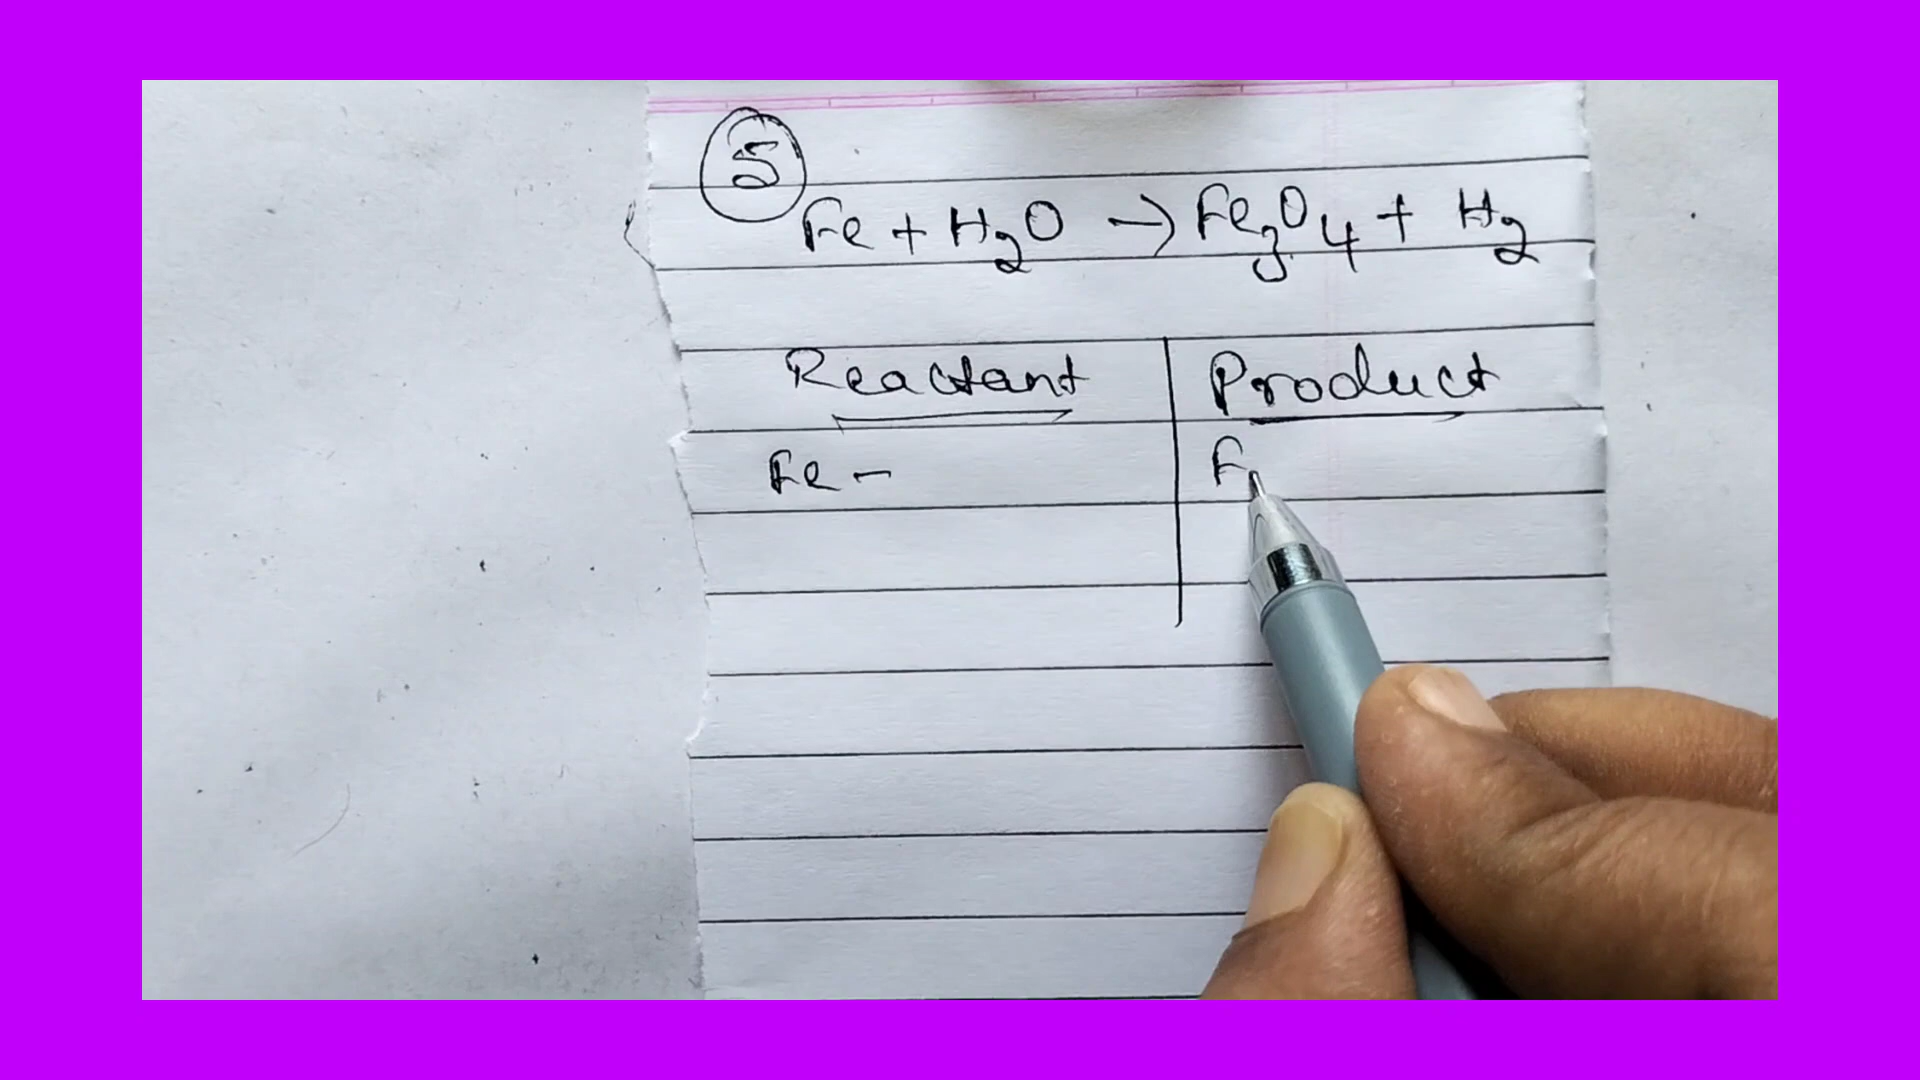 5
Fe + H₂O → Fe₃O₄ + H₂
Reactant Product
Fe - F